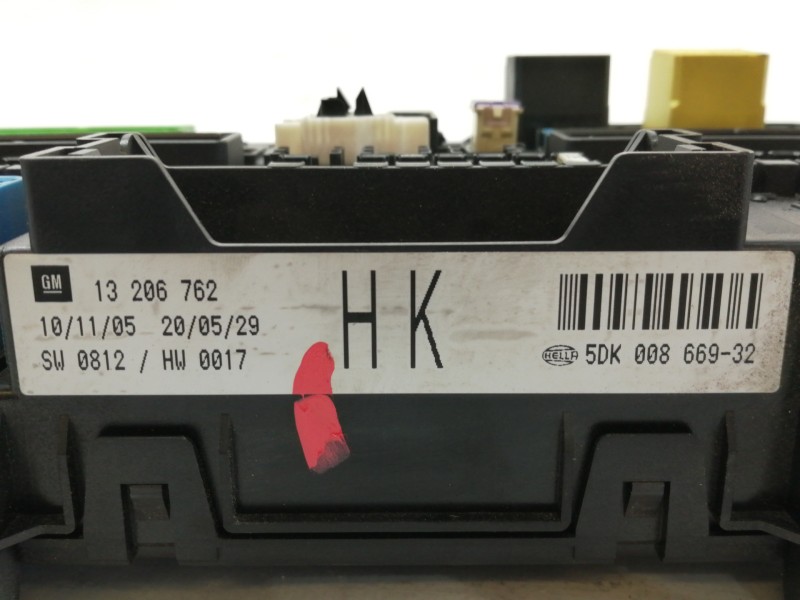 GM 13 206 762
10/11/05 20/05/29
SW 0812 / HW 0017
HK
HELLA 5DK 008 669-32